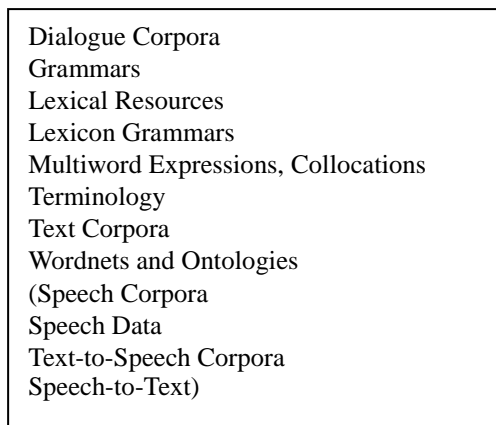 Dialogue Corpora
Grammars
Lexical Resources
Lexicon Grammars
Multiword Expressions, Collocations
Terminology
Text Corpora
Wordnets and Ontologies
(Speech Corpora
Speech Data
Text-to-Speech Corpora
Speech-to-Text)